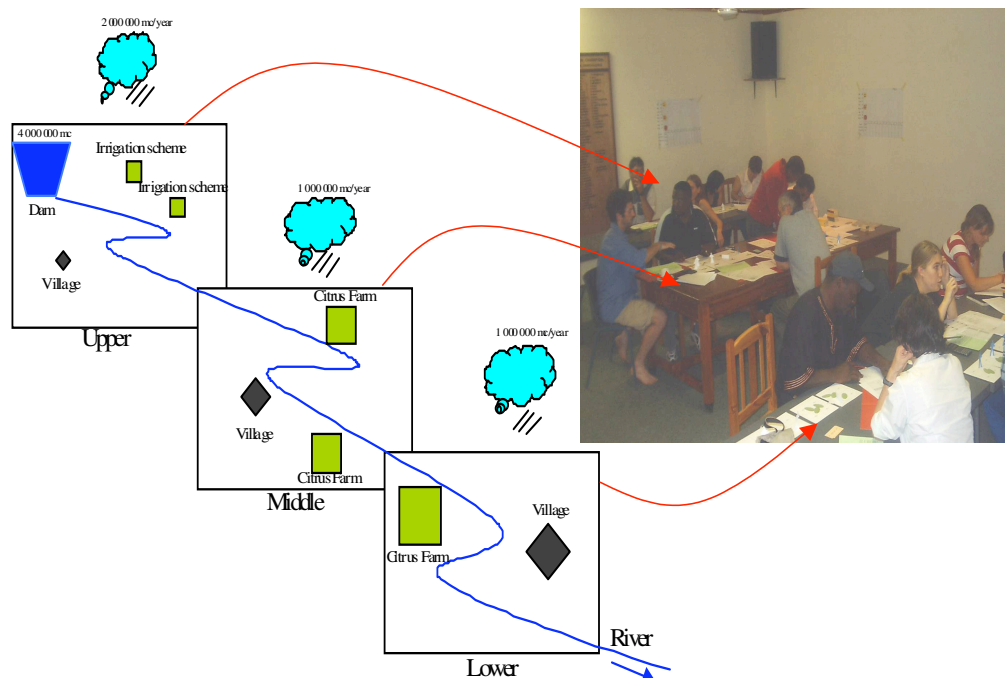 2 000 000 mc/year
4 000 000 mc
Irrigation scheme
Irrigation scheme
Dam
Village
Upper
1 000 000 mc/year
Citrus Farm
Village
Citrus Farm
Middle
1 000 000 mc/year
Village
Citrus Farm
River
Lower